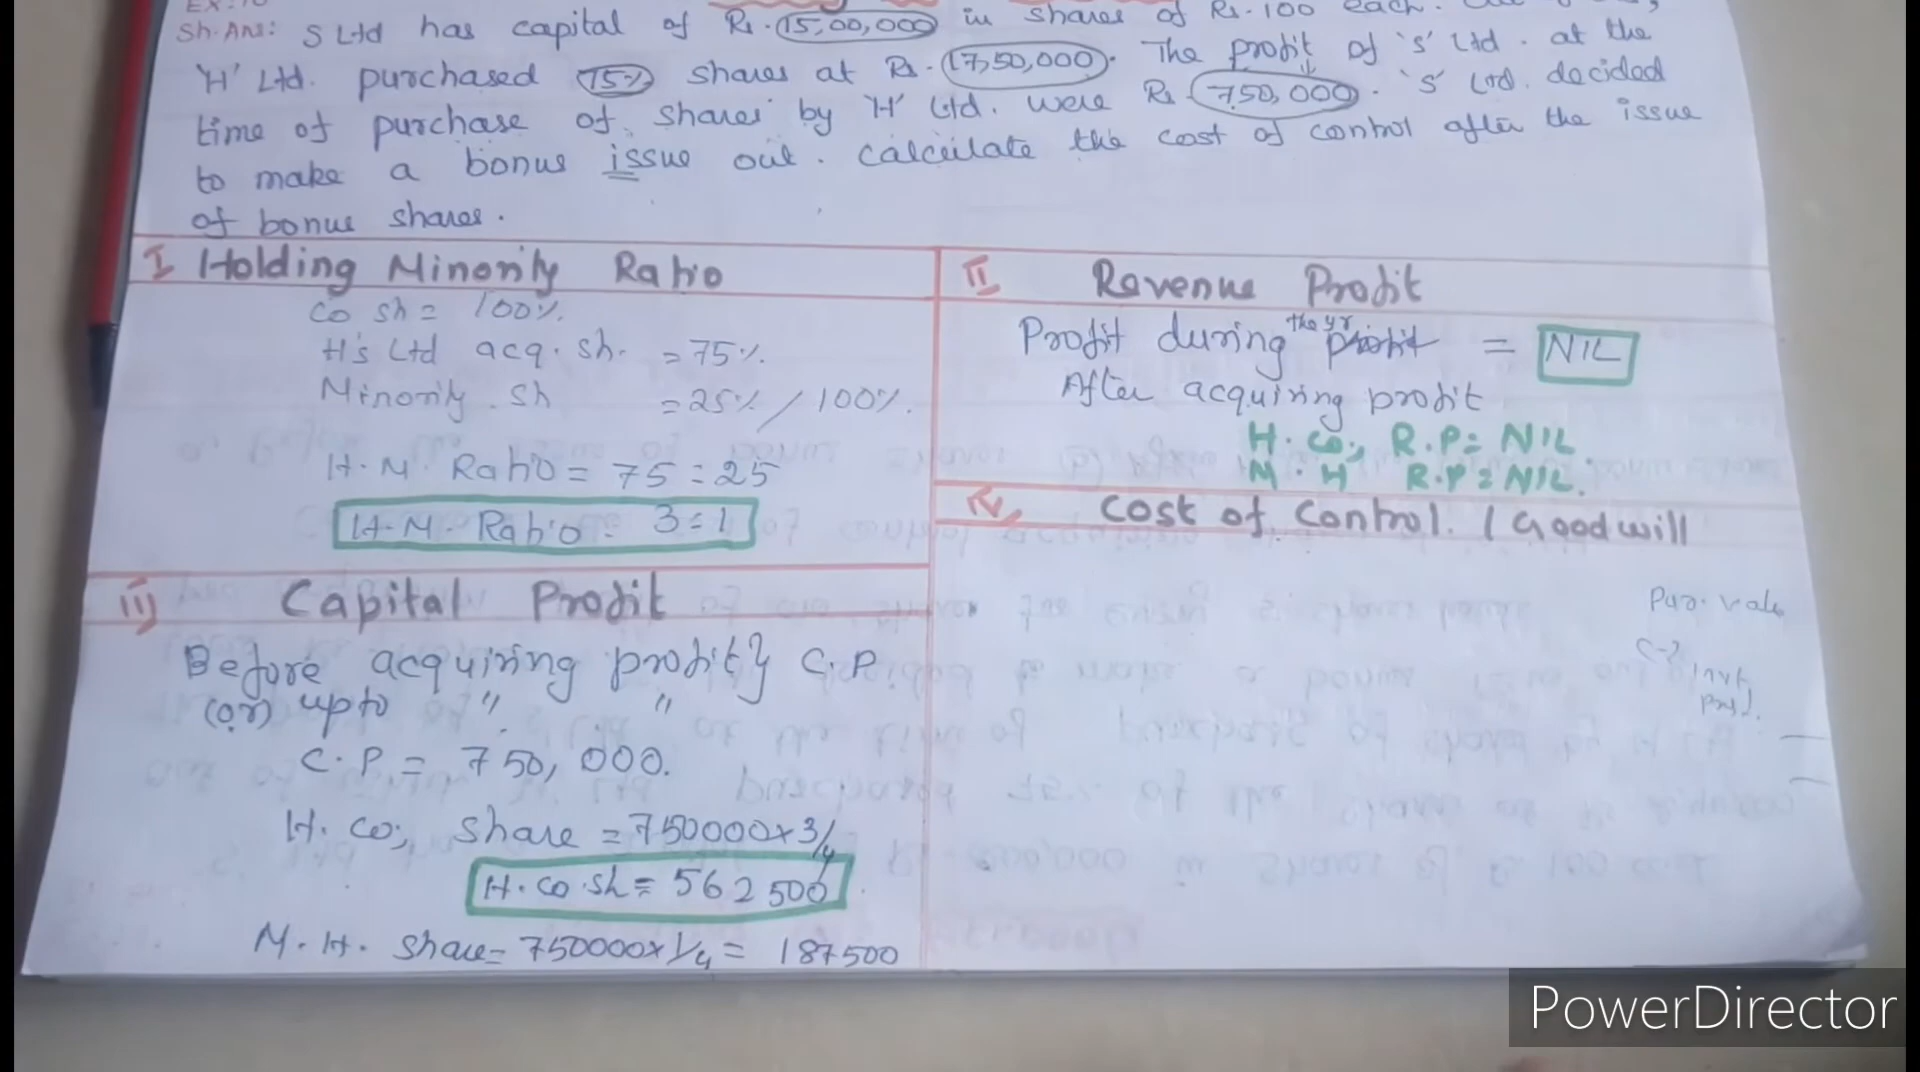 Ex:10
Sh.Ans: S Ltd has capital of Rs. 15,00,000 in shares of Rs. 100 each.
'H' Ltd. purchased 75% shares at Rs. 17,50,000. The profit of 's' Ltd. at the
time of purchase of shares by 'H' Ltd. were Rs 7,50,000. 'S' Ltd. decided
to make a bonus issue out. calculate the cost of control after the issue
of bonus shares.
I Holding Minority Ratio
Co sh = 100%.
H's Ltd acq. sh. = 75%
Minority. sh = 25% / 100%.
H.M. Ratio = 75 : 25
H.M. Ratio = 3:1
II Revenue Profit
Profit during the yr profit = NIL
After acquiring profit
H. co; R.P = NIL.
M. H R.P = NIL.
III Capital Profit
Before acquiring profit} C.P
(or) upto " "
C.P = 750,000.
H. co; share = 750000x3/4
H.co.sh = 562500
M.H. share = 750000x1/4 = 187500
IV Cost of Control. / Goodwill
Pur. value
PowerDirector